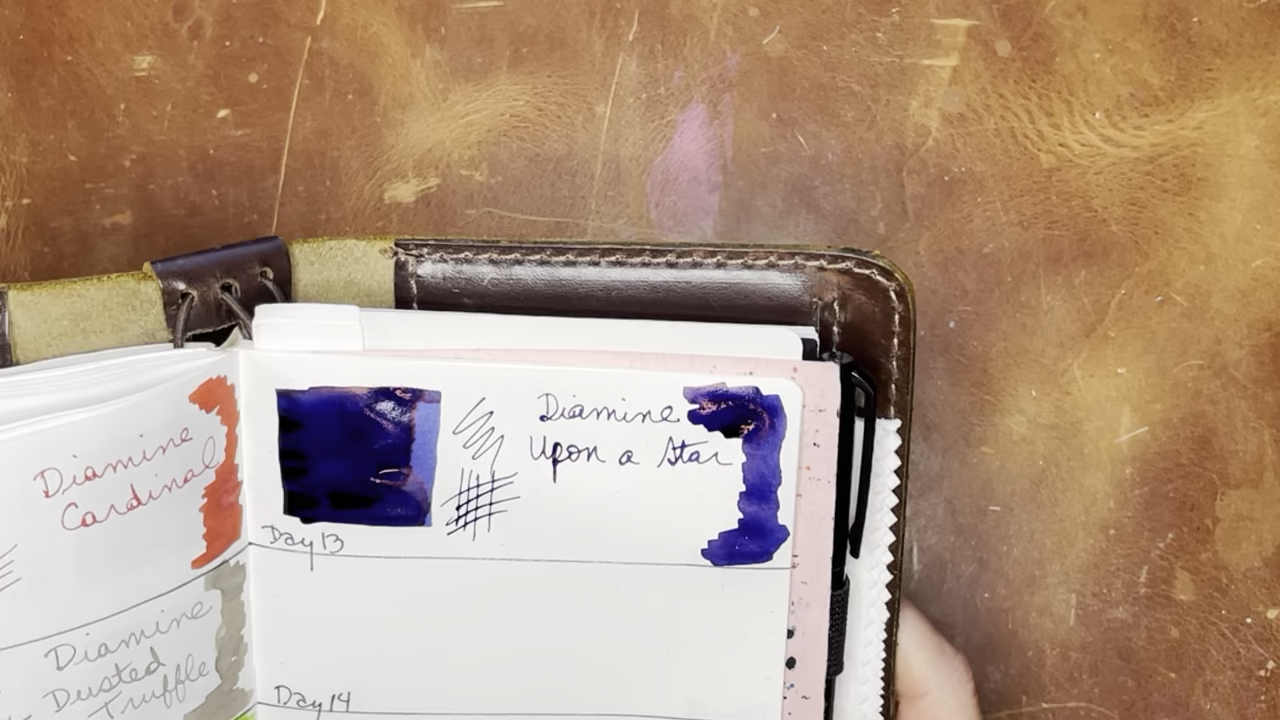 Diamine
Cardinal
Diamine
Dusted
Truffle
Diamine
Upon a Star
Day 13
Day 14